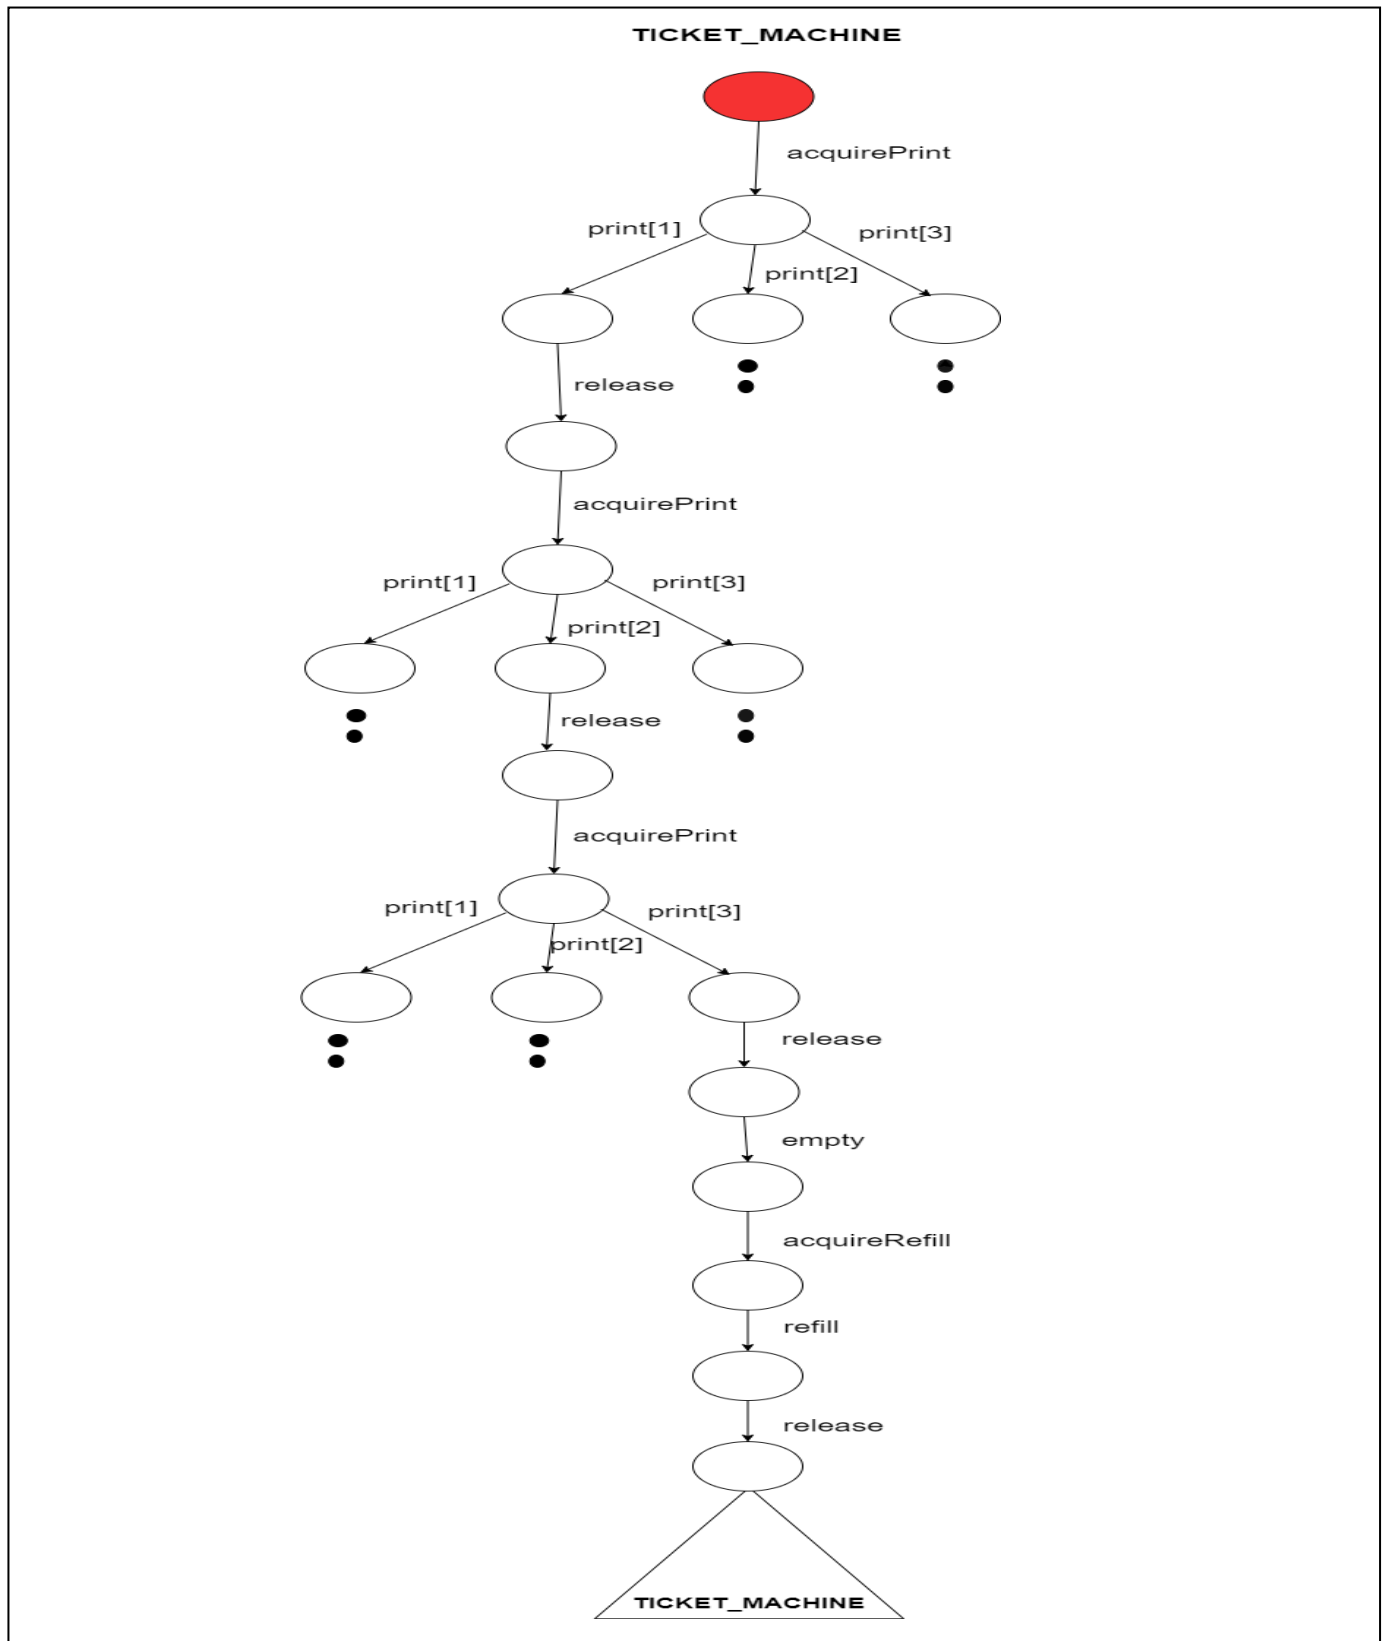 TICKET_MACHINE
acquirePrint
print[1]
print[3]
print[2]
release
acquirePrint
print[1]
print[3]
print[2]
release
acquirePrint
print[1]
print[3]
print[2]
release
empty
acquireRefill
refill
release
TICKET_MACHINE